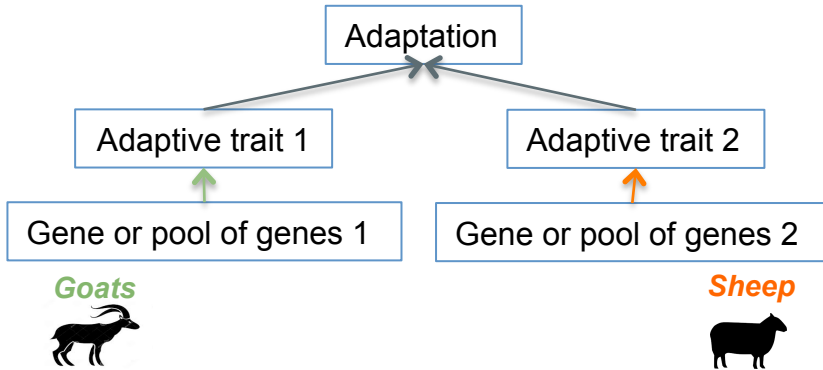 Adaptation
Adaptive trait 1
Adaptive trait 2
Gene or pool of genes 1
Gene or pool of genes 2
Goats
Sheep